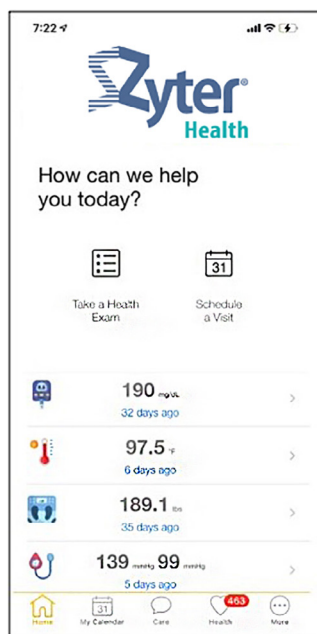 7:22
Zyter®
Health
How can we help
you today?
31
Take a Health
Exam
Schedule
a Visit
190 mg/dL
32 days ago
97.5 °F
6 days ago
189.1 lbs
35 days ago
139 mmHg 99 mmHg
5 days ago
31
463
Home
My Calendar
Care
Health
More